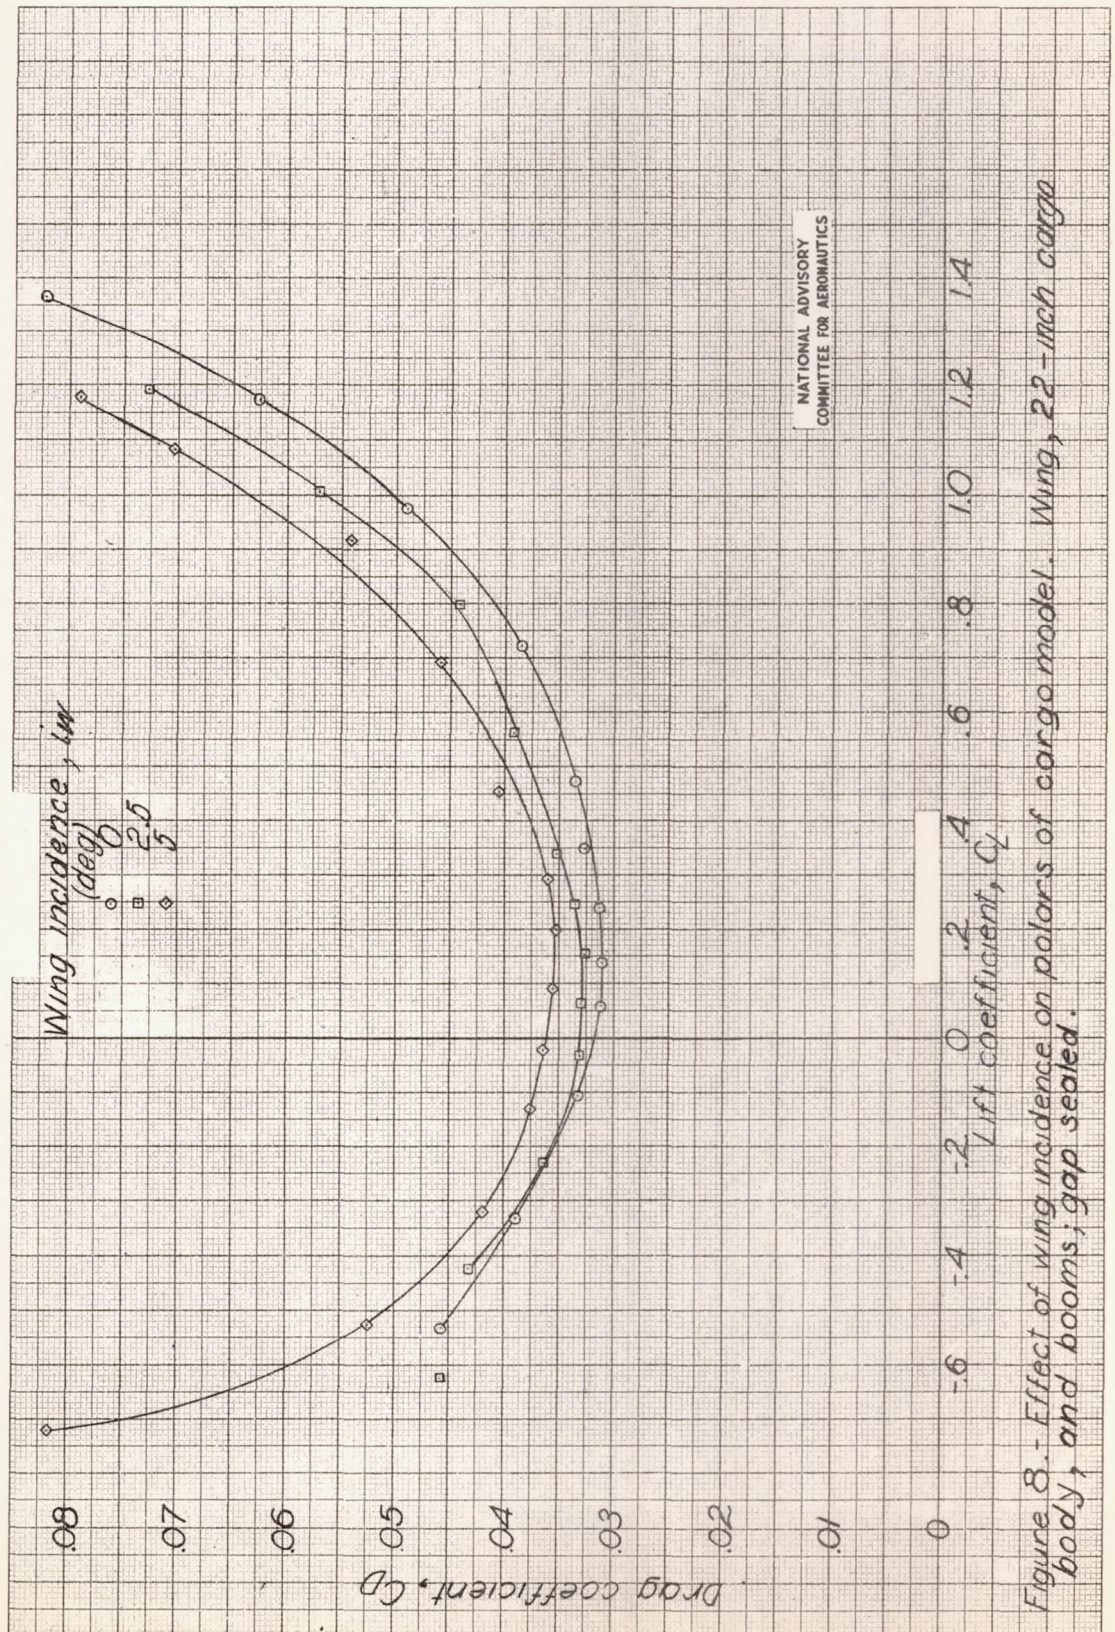 Wing incidence, iw
(deg)
0
2.5
5
.08
.07
.06
.05
.04
.03
.02
.01
0
Drag coefficient, CD
-.6
-.4
-.2
0
.2
.4
.6
.8
1.0
1.2
1.4
Lift coefficient, CL
NATIONAL ADVISORY
COMMITTEE FOR AERONAUTICS
Figure 8.- Effect of wing incidence on polars of cargo model. Wing, 22-inch cargo
body, and booms; gap sealed.